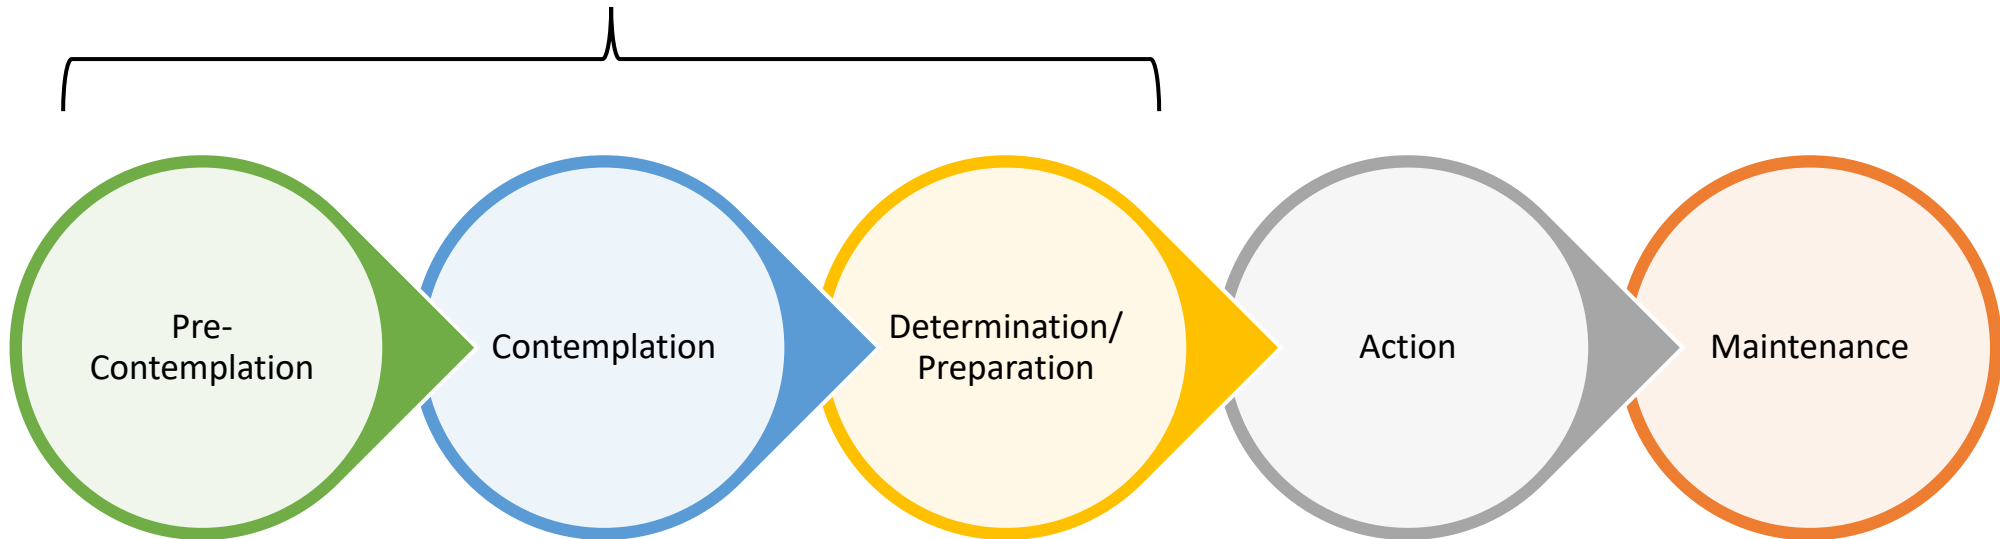 Pre-
Contemplation
Contemplation
Determination/
Preparation
Action
Maintenance